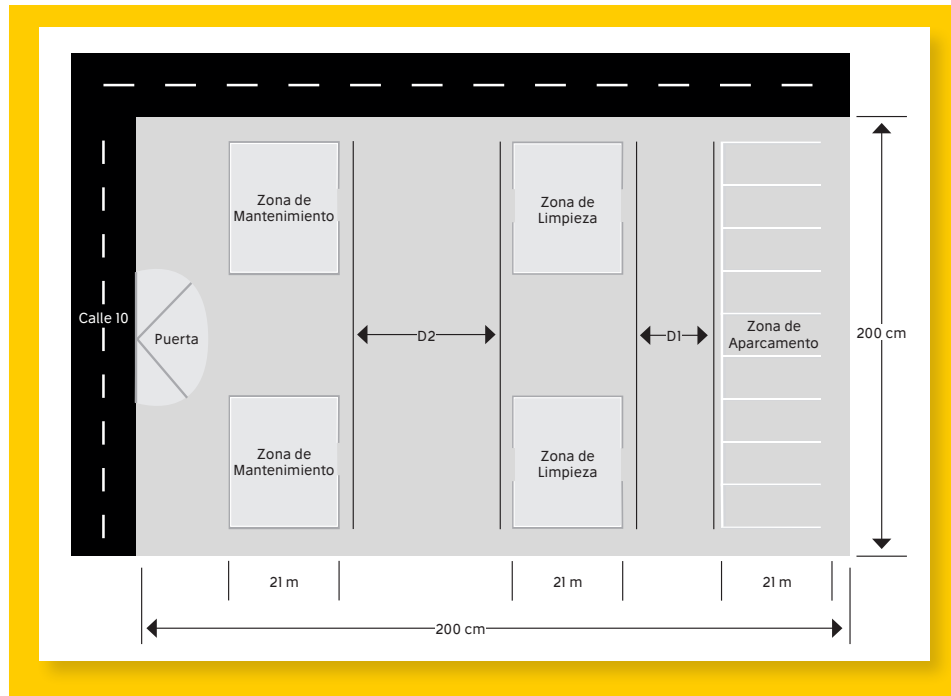 Zona de
Mantenimiento
Zona de
Limpieza
Calle 10
Puerta
D2
D1
Zona de
Aparcamento
200 cm
Zona de
Mantenimiento
Zona de
Limpieza
21 m
21 m
21 m
200 cm